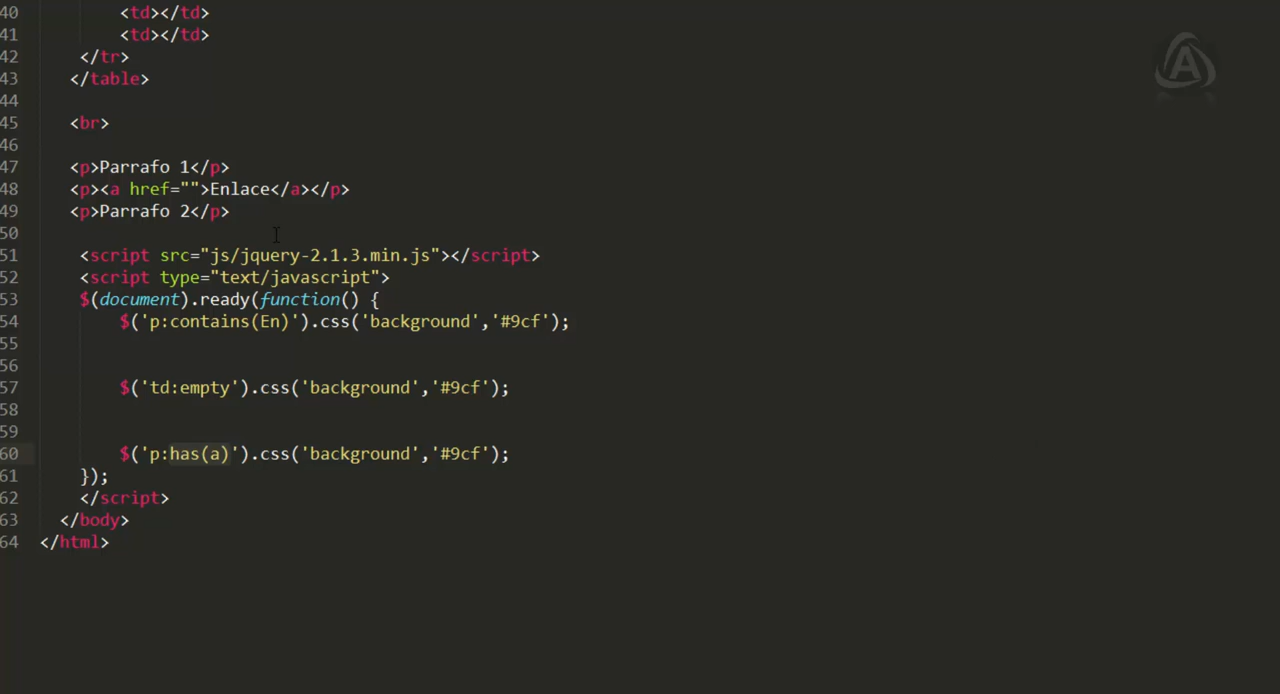 40 <td></td>
41 <td></td>
42 </tr>
43 </table>
44
45 <br>
46
47 <p>Parrafo 1</p>
48 <p><a href="">Enlace</a></p>
49 <p>Parrafo 2</p>
50
51 <script src="js/jquery-2.1.3.min.js"></script>
52 <script type="text/javascript">
53 $(document).ready(function() {
54 $('p:contains(En)').css('background','#9cf');
55
56
57 $('td:empty').css('background','#9cf');
58
59
60 $('p:has(a)').css('background','#9cf');
61 });
62 </script>
63 </body>
64 </html>
A